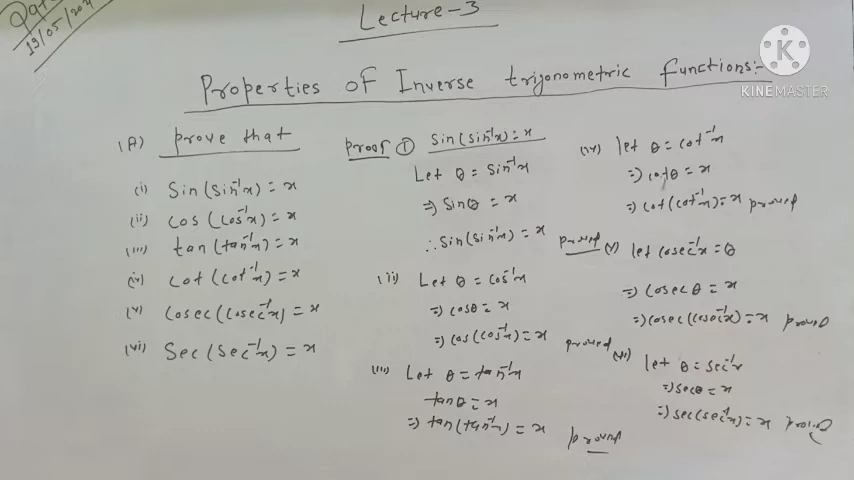 Date
19/05/202
Lecture-3
KINEMASTER
Properties of Inverse trigonometric functions:-
(A) prove that
(i) Sin(sin⁻¹x)=x
(ii) cos(cos⁻¹x)=x
(iii) tan(tan⁻¹x)=x
(iv) cot(cot⁻¹x)=x
(v) cosec(cosec⁻¹x)=x
(vi) Sec(sec⁻¹x)=x
proof ① Sin(sin⁻¹x)=x
Let θ=Sin⁻¹x
⇒ Sinθ=x
∴ Sin(sin⁻¹x)=x proved
(ii) Let θ=cos⁻¹x
⇒ cosθ=x
⇒ cos(cos⁻¹x)=x proved
(iii) Let θ=tan⁻¹x
tanθ=x
⇒ tan(tan⁻¹x)=x proved
(iv) let θ=cot⁻¹x
⇒ cotθ=x
⇒ cot(cot⁻¹x)=x proved
(v) let cosec⁻¹x=θ
⇒ cosecθ=x
⇒ cosec(cosec⁻¹x)=x proved
(vi) let θ=sec⁻¹x
⇒ secθ=x
⇒ sec(sec⁻¹x)=x proved